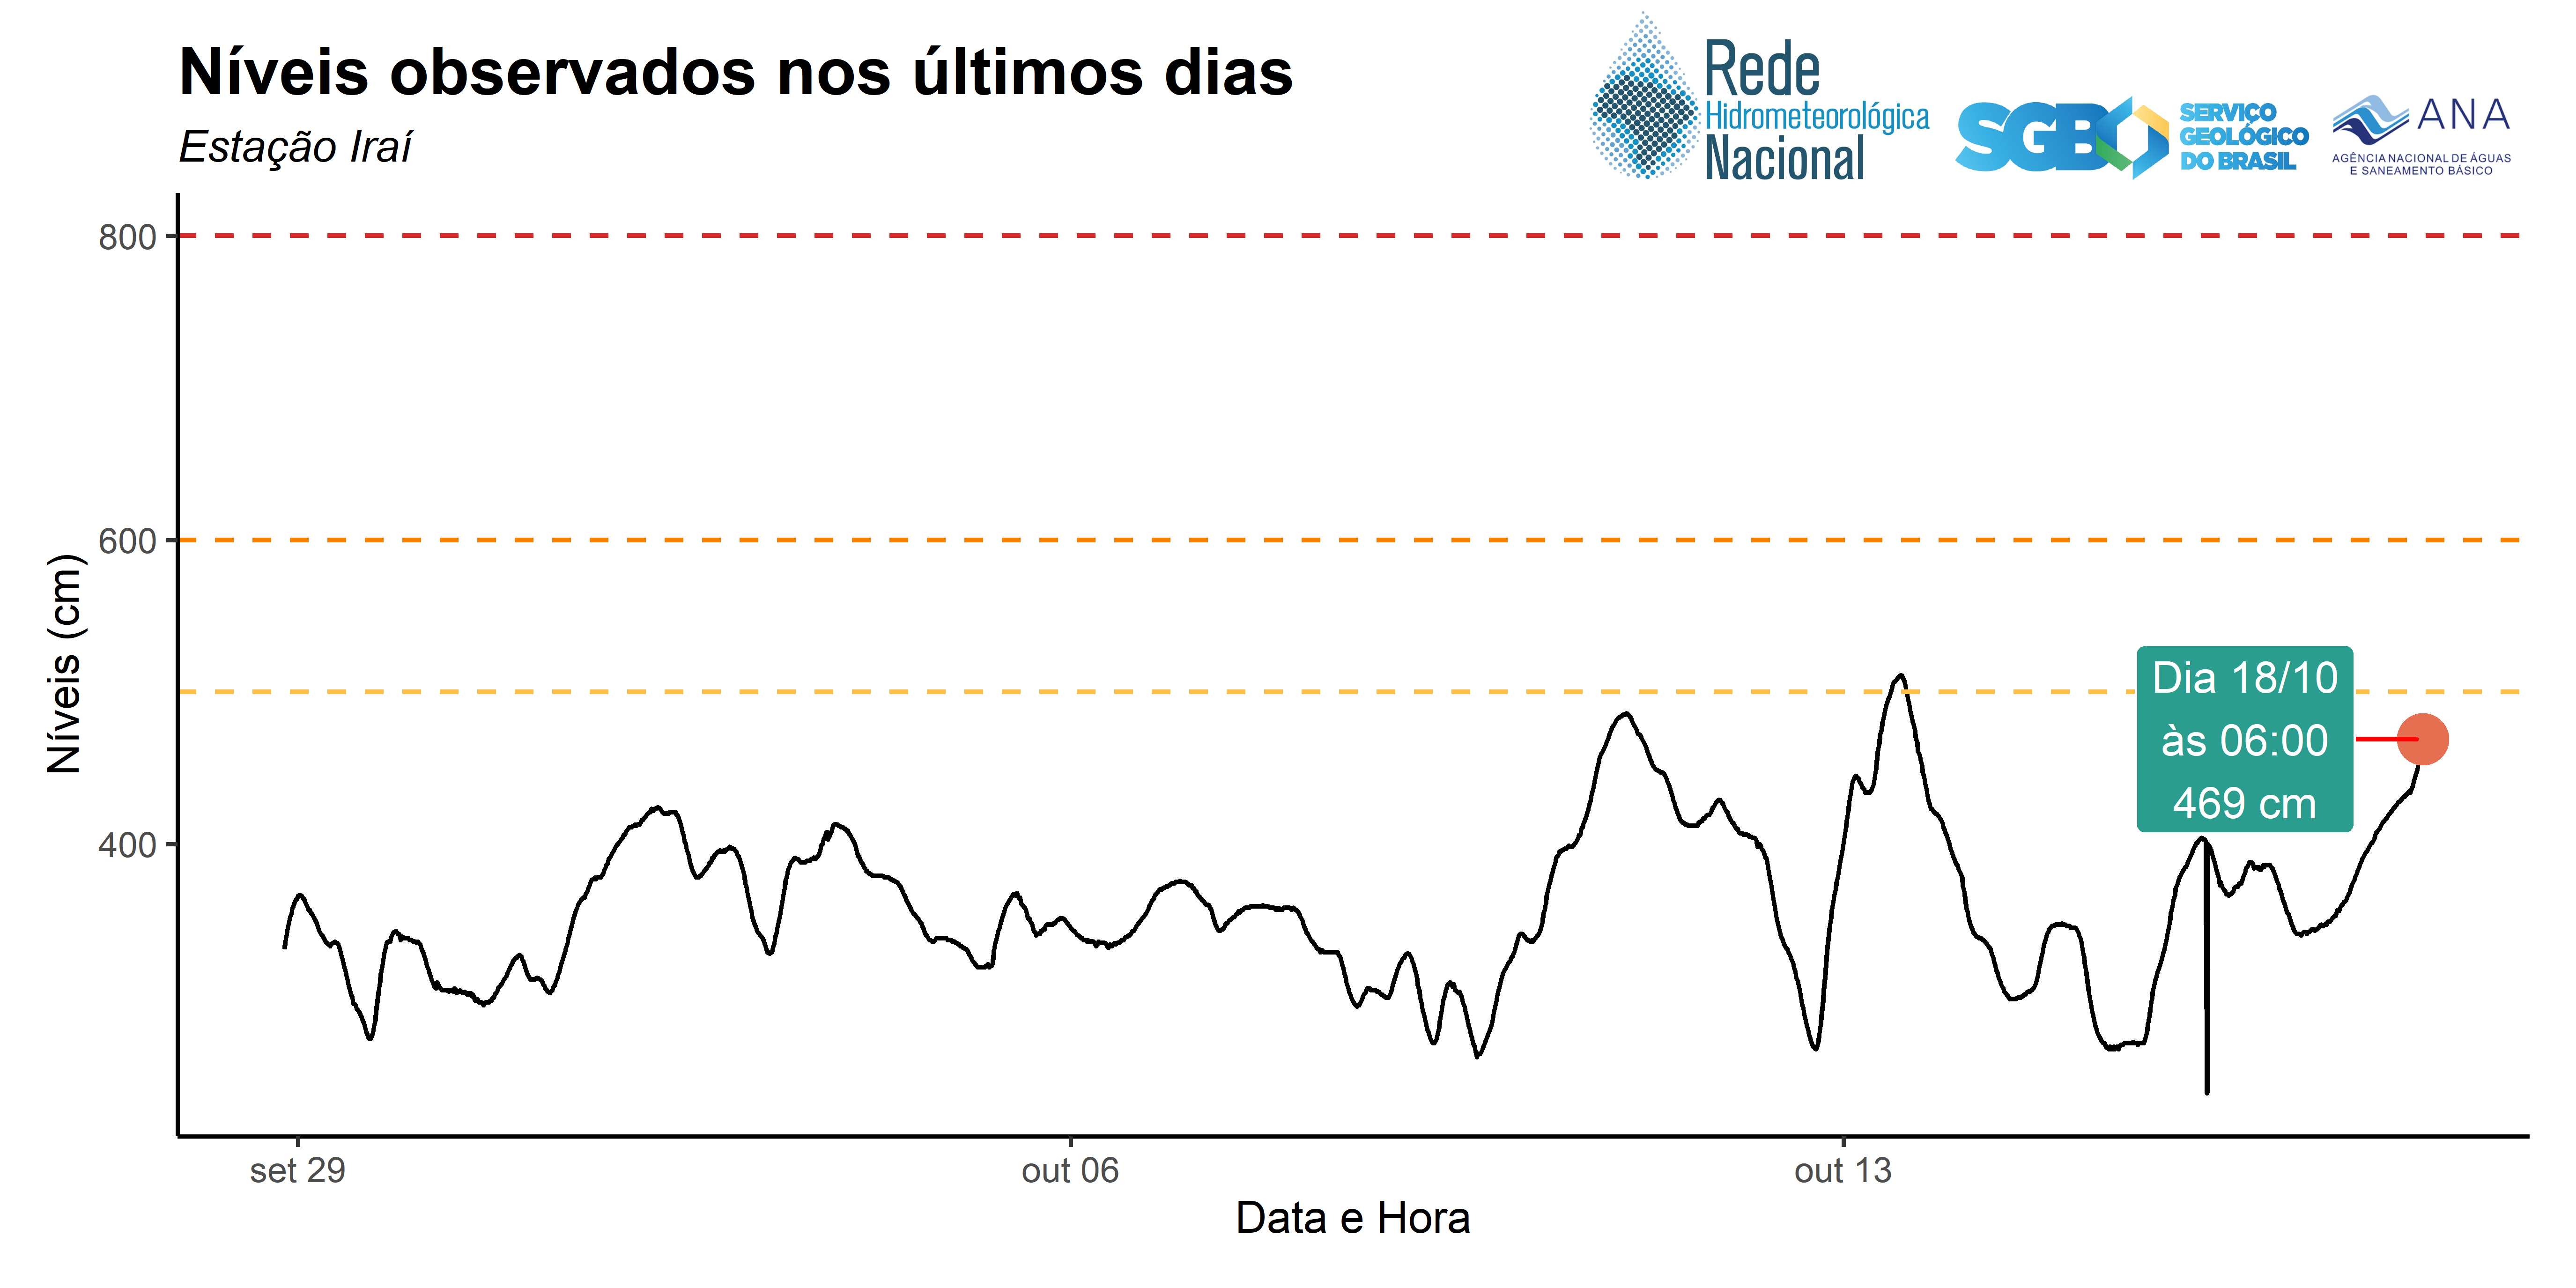 Níveis observados nos últimos dias
Estação Iraí
Rede
Hidrometeorológica
Nacional
SGB
SERVIÇO
GEOLÓGICO
DO BRASIL
ANA
AGÊNCIA NACIONAL DE ÁGUAS
E SANEAMENTO BÁSICO
Níveis (cm)
800
600
400
Dia 18/10
às 06:00
469 cm
set 29
out 06
out 13
Data e Hora